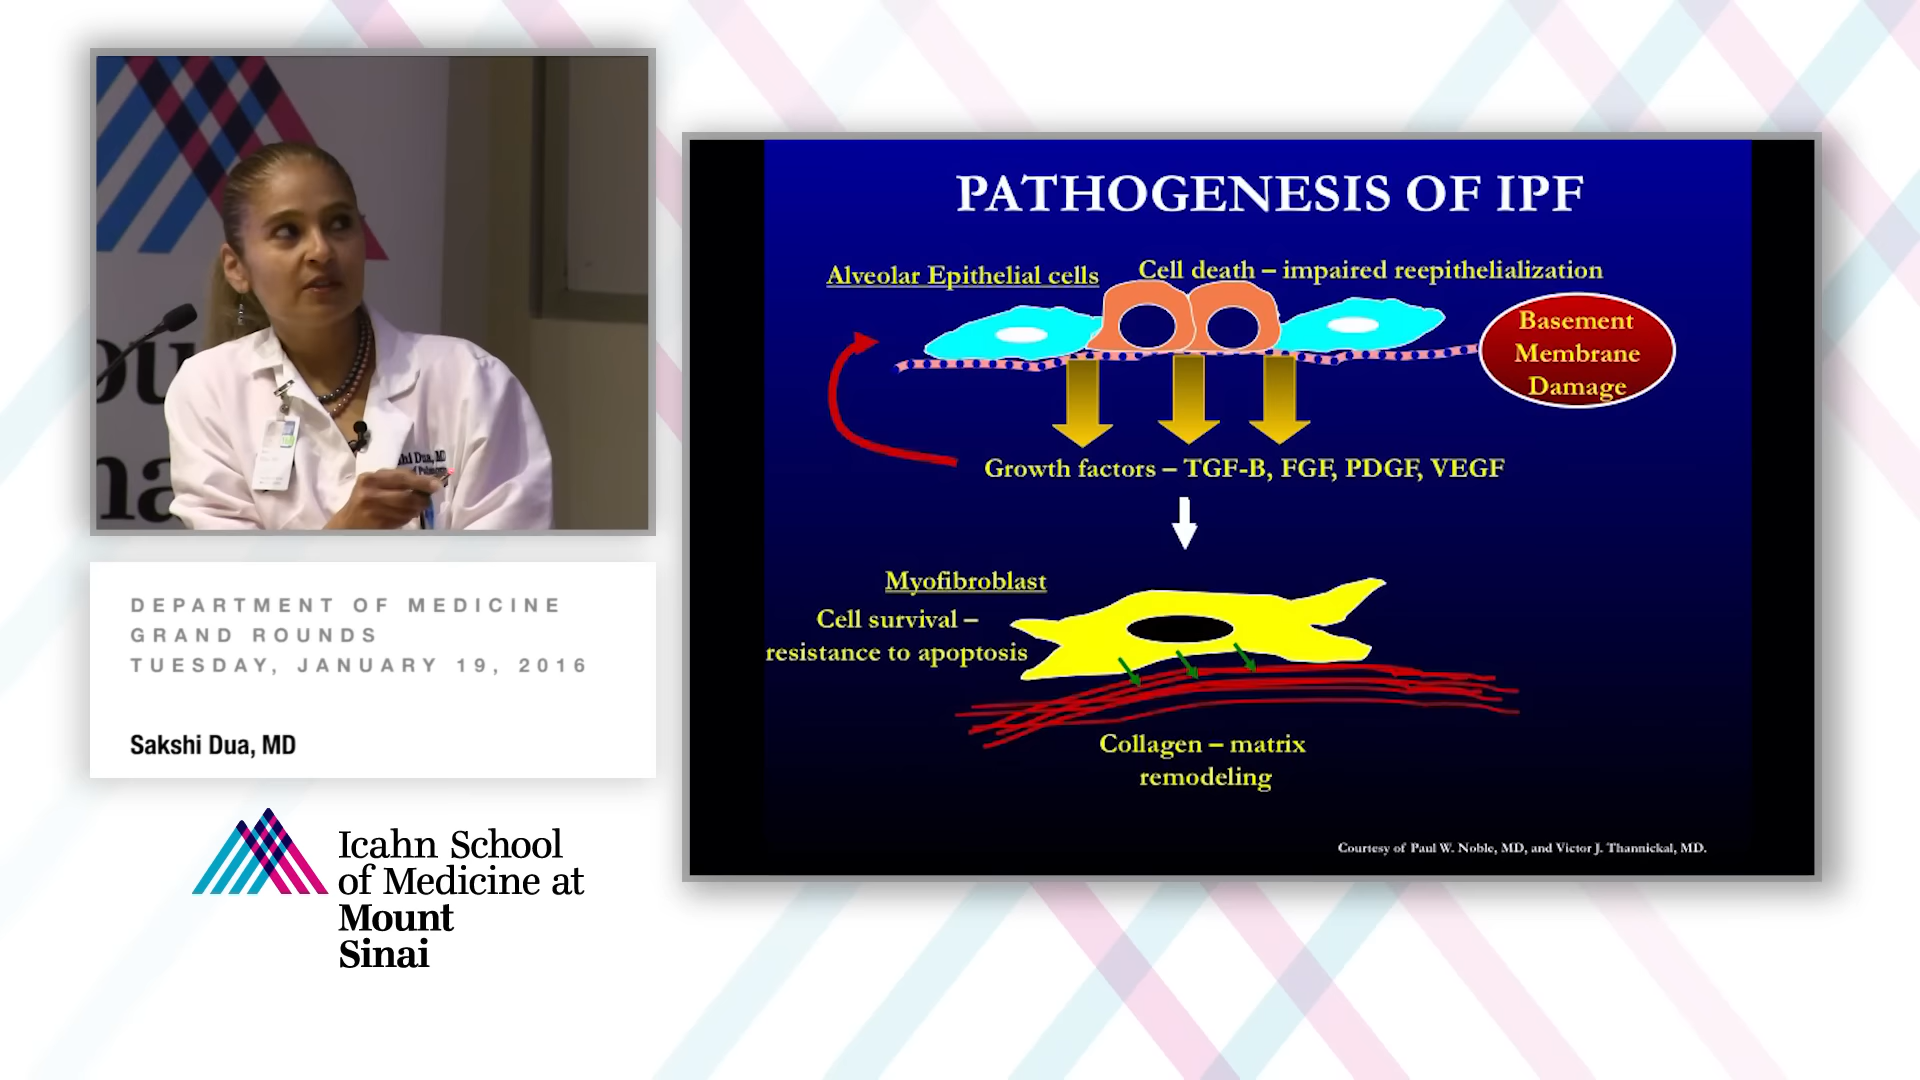 DEPARTMENT OF MEDICINE
GRAND ROUNDS
TUESDAY, JANUARY 19, 2016
Sakshi Dua, MD
Icahn School
of Medicine at
Mount
Sinai
PATHOGENESIS OF IPF
Alveolar Epithelial cells
Cell death – impaired reepithelialization
Basement
Membrane
Damage
Growth factors – TGF-B, FGF, PDGF, VEGF
Myofibroblast
Cell survival –
resistance to apoptosis
Collagen – matrix
remodeling
Courtesy of Paul W. Noble, MD, and Victor J. Thannickal, MD.